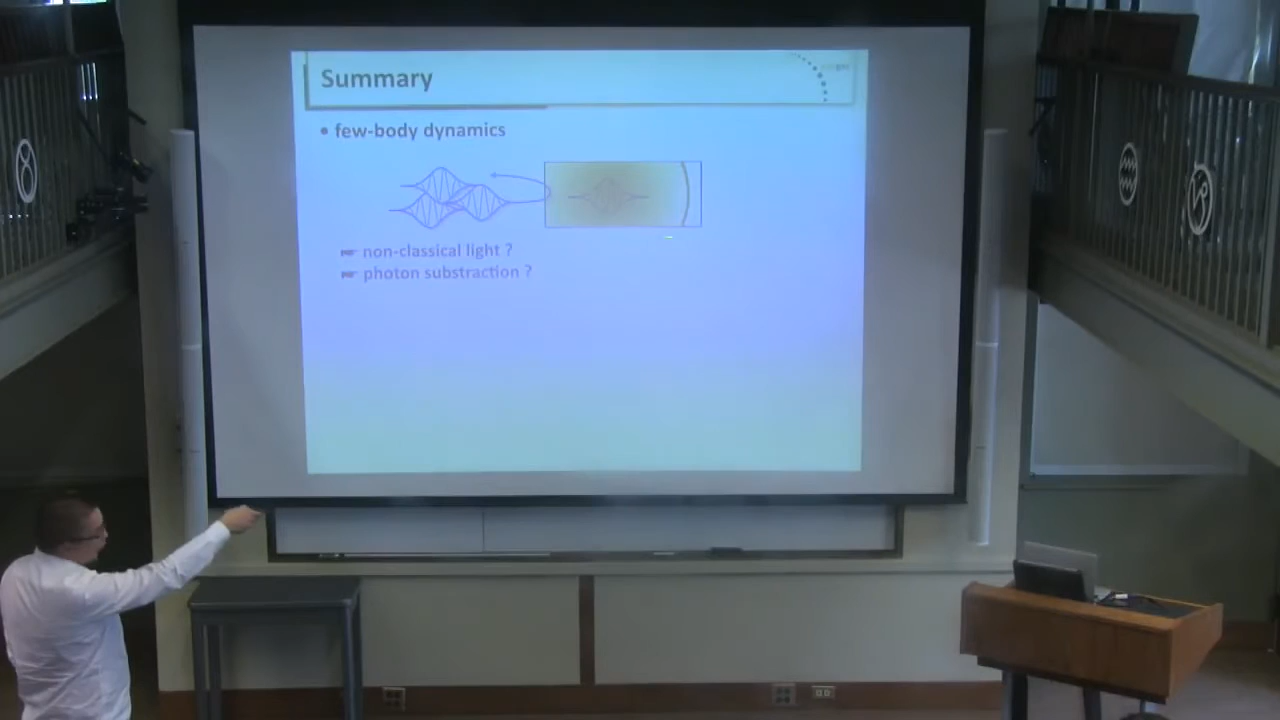 Summary
• few-body dynamics
☛ non-classical light ?
☛ photon substraction ?